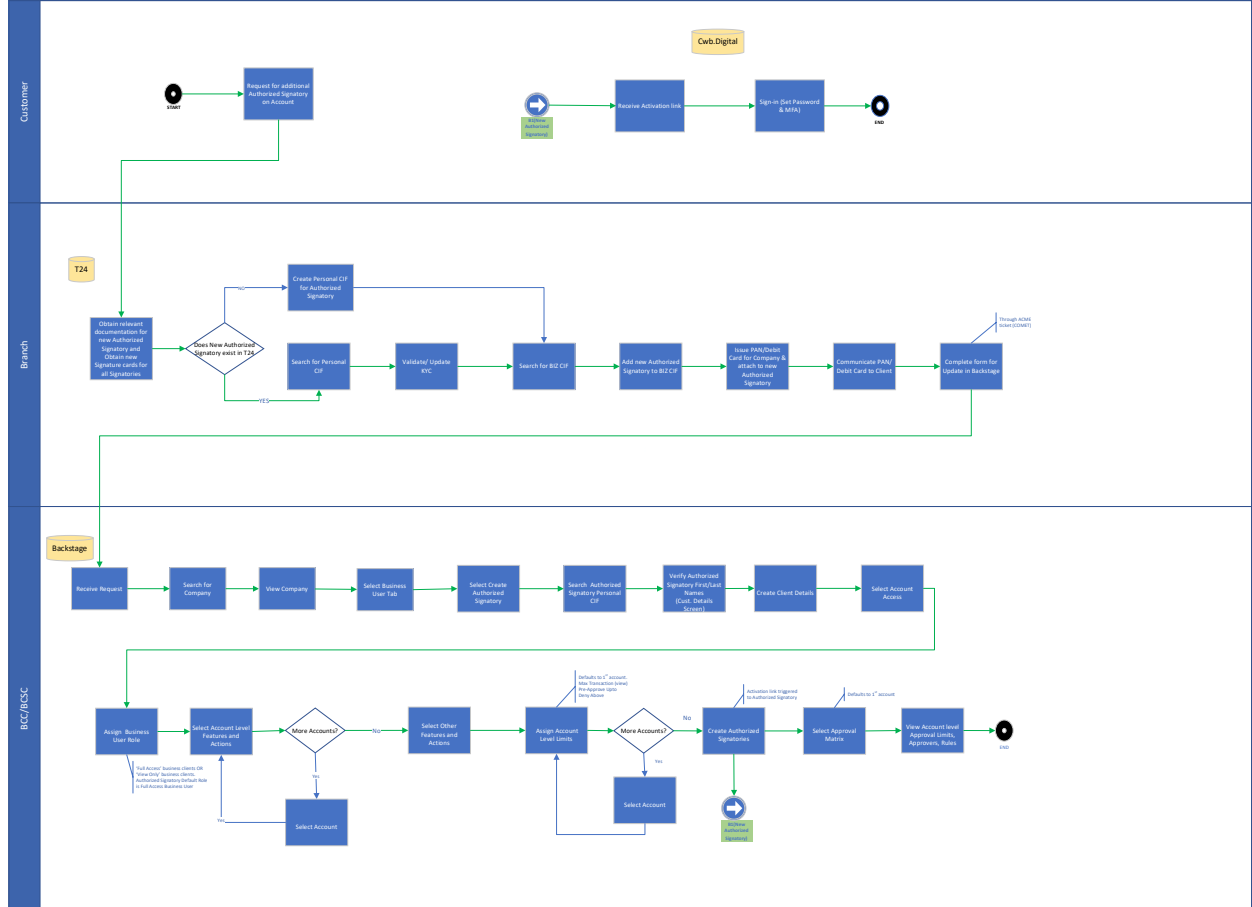 Customer
Cwb.Digital
START
Request for additional
Authorized Signatory
on Account
Authorized
Signatory)
Receive Activation link
Sign-in (Set Password
& MFA)
END
Branch
T24
Obtain relevant
documentation for
new Authorized
Signatory and
Obtain new
Signature cards for
all Signatories
Does New Authorized
Signatory exist in T24
NO
YES
Create Personal CIF
for Authorized
Signatory
Search for Personal
CIF
Validate/ Update
KYC
Search for BIZ CIF
Add new Authorized
Signatory to BIZ CIF
Issue PAN/Debit
Card for Company &
attach to new
Authorized
Signatory
Communicate PAN/
Debit Card to Client
Complete form for
Update in Backstage
Through ACME
ticket (COMET)
BCC/BCSC
Backstage
Receive Request
Search for
Company
View Company
Select Business
User Tab
Select Create
Authorized
Signatory
Search Authorized
Signatory Personal
CIF
Verify Authorized
Signatory First/Last
Names
(Cust. Details
Screen)
Create Client Details
Select Account
Access
Assign Business
User Role
'Full Access' business clients OR
'View Only' business clients.
Authorized Signatory Default Role
is Full Access Business User
Select Account Level
Features and
Actions
More Accounts?
No
Yes
Select Account
Yes
Select Other
Features and
Actions
Assign Account
Level Limits
Defaults to 1st account.
Max Transaction (view)
Pre-Approve Upto
Deny Above
More Accounts?
No
Yes
Select Account
Create Authorized
Signatories
Activation link triggered
to Authorized Signatory
Authorized
Signatory)
Select Approval
Matrix
Defaults to 1st account
View Account level
Approval Limits,
Approvers, Rules
END